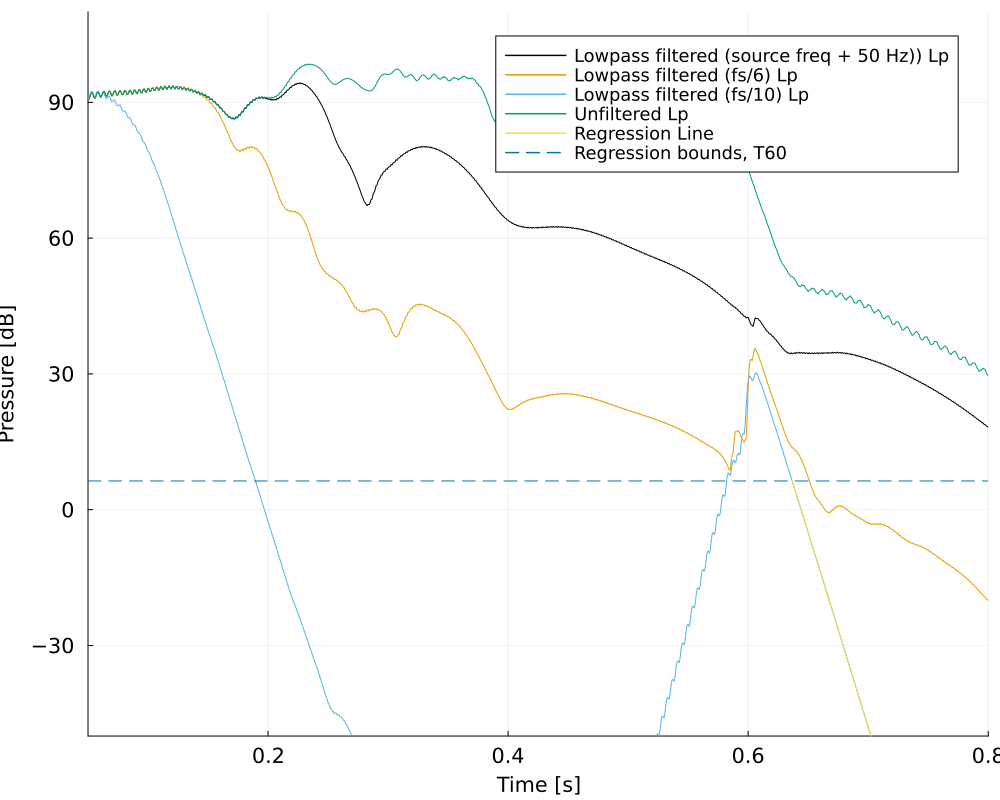 Lowpass filtered (source freq + 50 Hz)) Lp
Lowpass filtered (fs/6) Lp
Lowpass filtered (fs/10) Lp
Unfiltered Lp
Regression Line
Regression bounds, T60
90
60
30
0
−30
Pressure [dB]
0.2
0.4
0.6
0.8
Time [s]